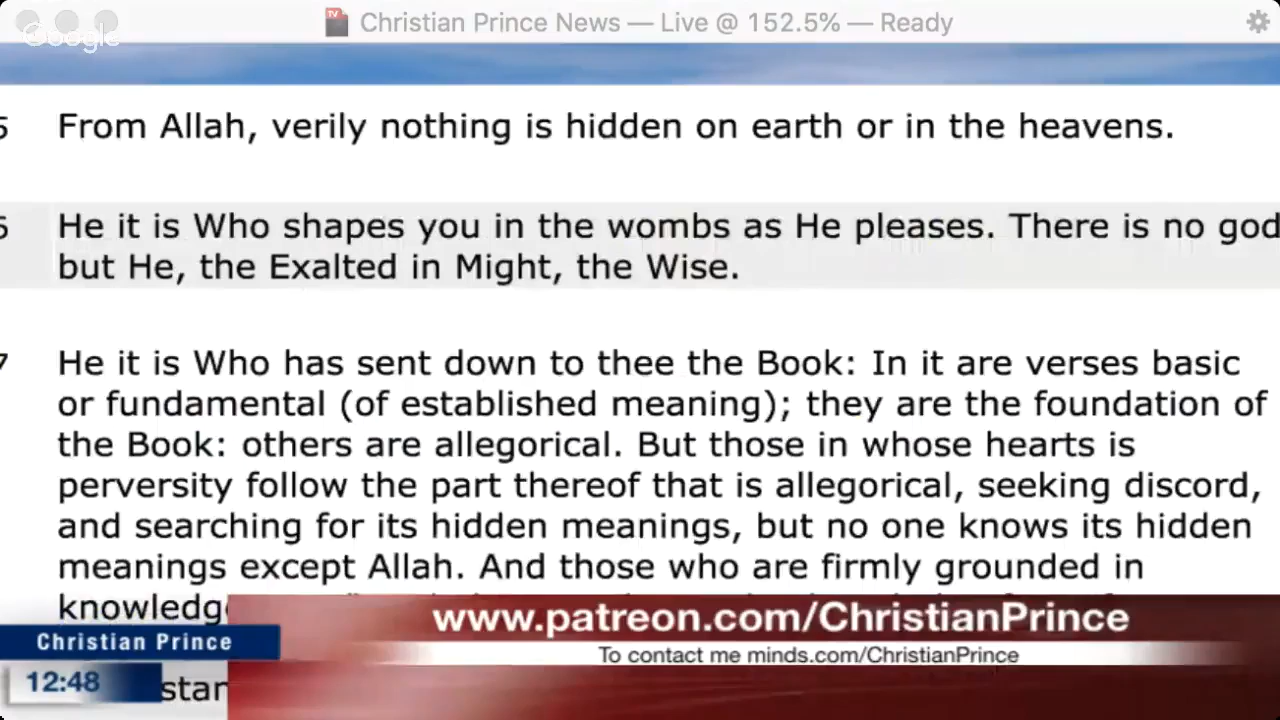 Christian Prince News — Live @ 152.5% — Ready
Google
5 From Allah, verily nothing is hidden on earth or in the heavens.
6 He it is Who shapes you in the wombs as He pleases. There is no god
but He, the Exalted in Might, the Wise.
7 He it is Who has sent down to thee the Book: In it are verses basic
or fundamental (of established meaning); they are the foundation of
the Book: others are allegorical. But those in whose hearts is
perversity follow the part thereof that is allegorical, seeking discord,
and searching for its hidden meanings, but no one knows its hidden
meanings except Allah. And those who are firmly grounded in
www.patreon.com/ChristianPrince
Christian Prince
To contact me minds.com/ChristianPrince
12:48